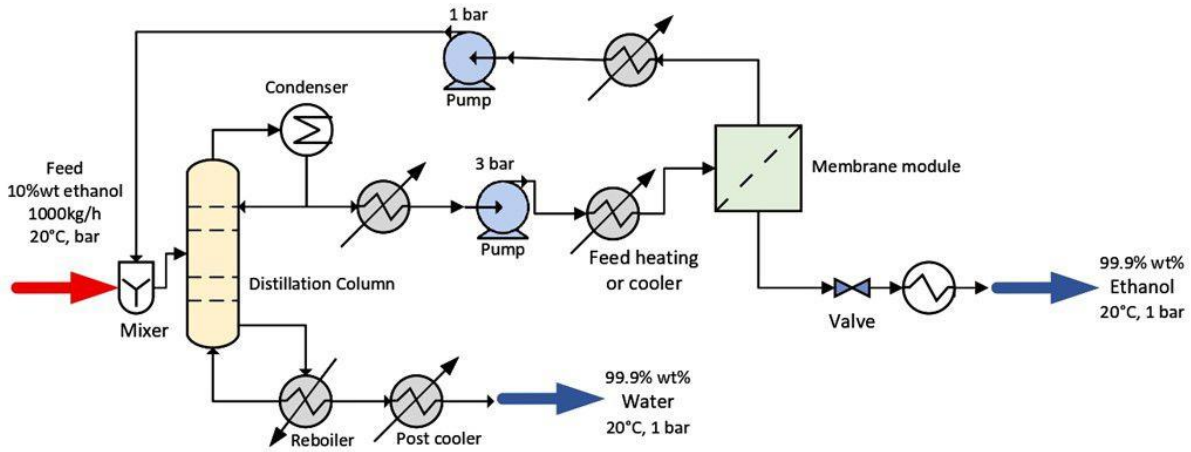 1 bar
Pump
Condenser
Feed
10%wt ethanol
1000kg/h
20°C, bar
Mixer
Distillation Column
3 bar
Pump
Feed heating
or cooler
Membrane module
Valve
99.9% wt%
Ethanol
20°C, 1 bar
Reboiler
Post cooler
99.9% wt%
Water
20°C, 1 bar